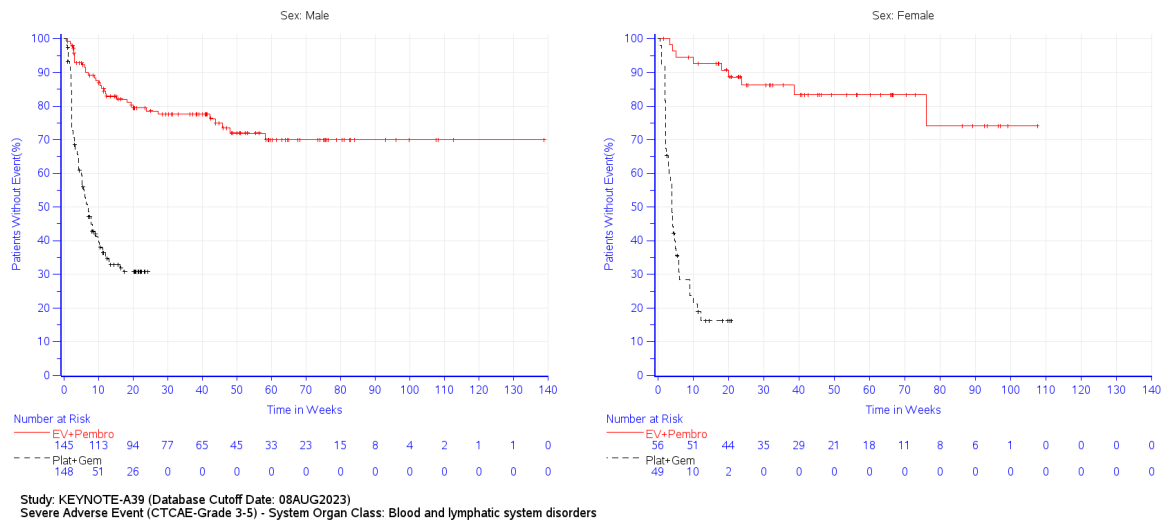 Sex: Male
100
90
80
70
60
50
40
30
20
10
0
Patients Without Event(%)
0 10 20 30 40 50 60 70 80 90 100 110 120 130 140
Time in Weeks
Number at Risk
EV+Pembro
145 113 94 77 65 45 33 23 15 8 4 2 1 1 0
Plat+Gem
148 51 26 0 0 0 0 0 0 0 0 0 0 0 0
Sex: Female
100
90
80
70
60
50
40
30
20
10
0
Patients Without Event(%)
0 10 20 30 40 50 60 70 80 90 100 110 120 130 140
Time in Weeks
Number at Risk
EV+Pembro
56 51 44 35 29 21 18 11 8 6 1 0 0 0 0
Plat+Gem
49 10 2 0 0 0 0 0 0 0 0 0 0 0 0
Study: KEYNOTE-A39 (Database Cutoff Date: 08AUG2023)
Severe Adverse Event (CTCAE-Grade 3-5) - System Organ Class: Blood and lymphatic system disorders